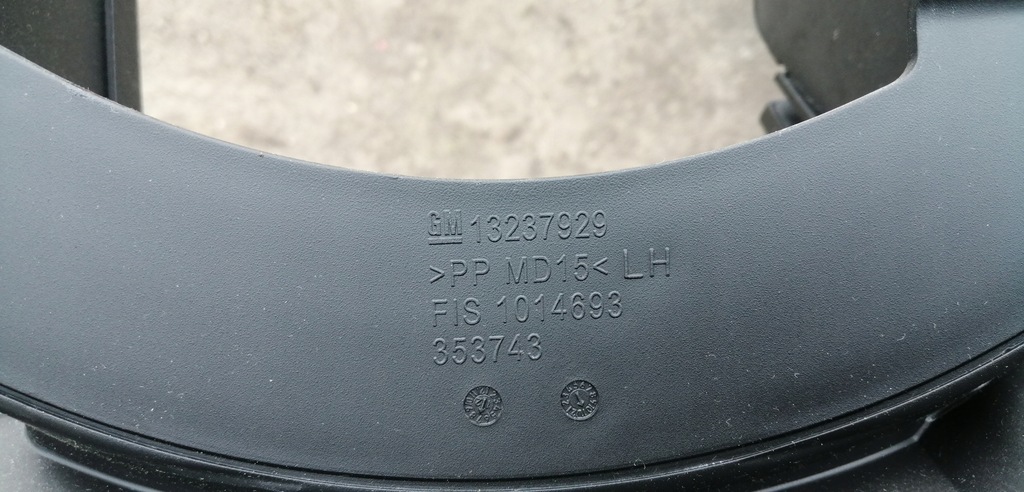 GM 13237929
>PP MD15< LH
FIS 1014693
353743